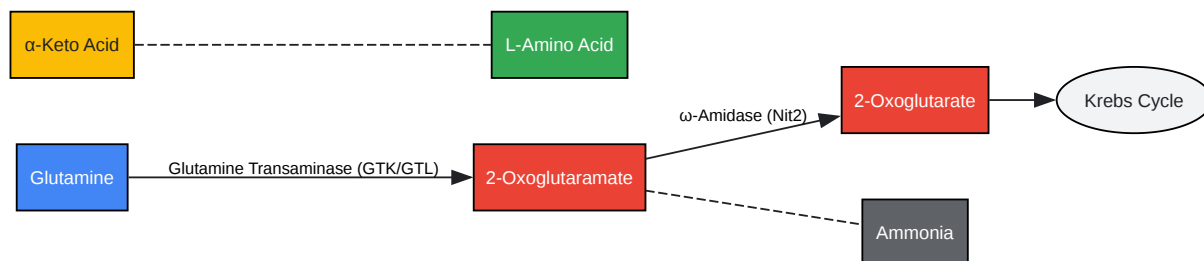 α-Keto Acid
L-Amino Acid
Glutamine
Glutamine Transaminase (GTK/GTL)
2-Oxoglutaramate
ω-Amidase (Nit2)
2-Oxoglutarate
Krebs Cycle
Ammonia